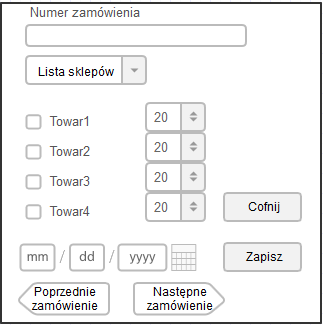 Numer zamówienia
Lista sklepów
Towar1 20
Towar2 20
Towar3 20
Towar4 20 Cofnij
mm / dd / yyyy Zapisz
Poprzednie
zamówienie
Następne
zamówienie